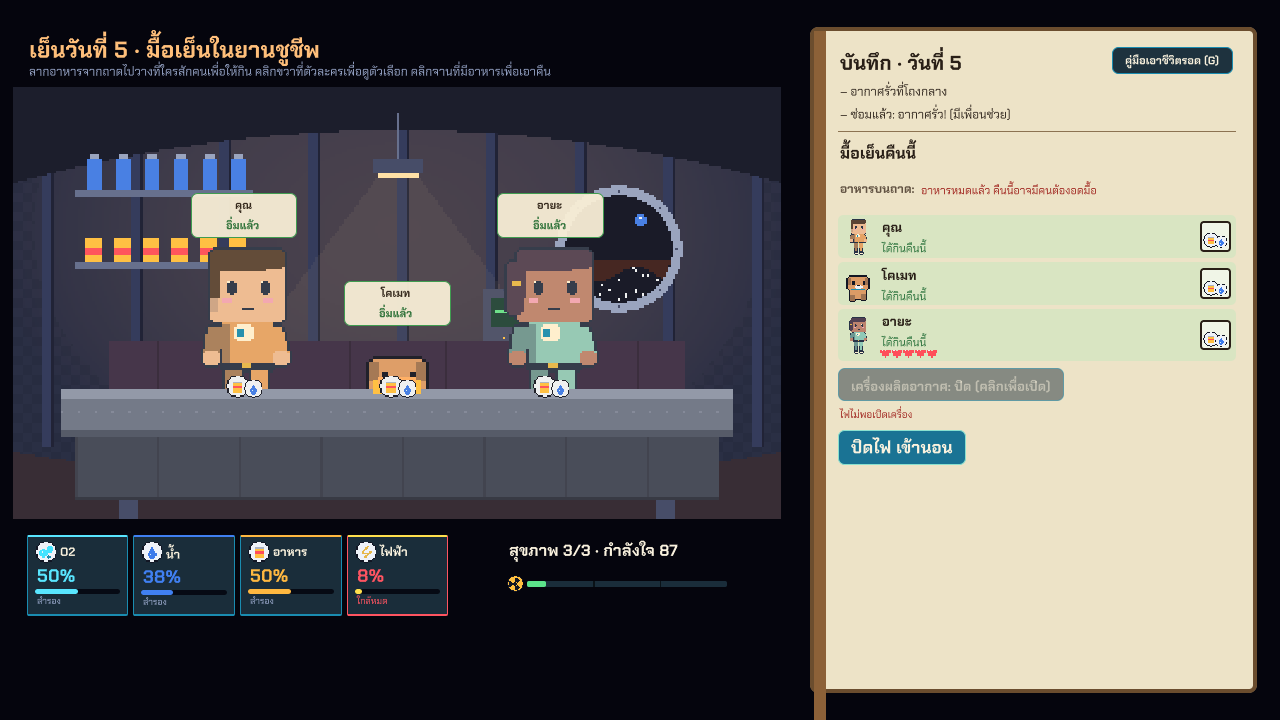 เย็นวันที่ 5 · มื้อเย็นในยานชูชีพ
ลากอาหารจากถาดไปวางที่ใครสักคนเพื่อให้กิน คลิกขวาที่ตัวละครเพื่อดูตัวเลือก คลิกจานที่มีอาหารเพื่อเอาคืน
คุณ
อิ่มแล้ว
อายะ
อิ่มแล้ว
โคเมท
อิ่มแล้ว
O2
50%
สำรอง
น้ำ
38%
สำรอง
อาหาร
50%
สำรอง
ไฟฟ้า
8%
ใกล้หมด
สุขภาพ 3/3 · กำลังใจ 87
บันทึก · วันที่ 5
คู่มือเอาชีวิตรอด (G)
– อากาศรั่วที่โถงกลาง
– ซ่อมแล้ว: อากาศรั่ว! (มีเพื่อนช่วย)
มื้อเย็นคืนนี้
อาหารบนถาด: อาหารหมดแล้ว คืนนี้อาจมีคนต้องอดมื้อ
คุณ
ได้กินคืนนี้
โคเมท
ได้กินคืนนี้
อายะ
ได้กินคืนนี้
เครื่องผลิตอากาศ: ปิด (คลิกเพื่อเปิด)
ไฟไม่พอเปิดเครื่อง
ปิดไฟ เข้านอน